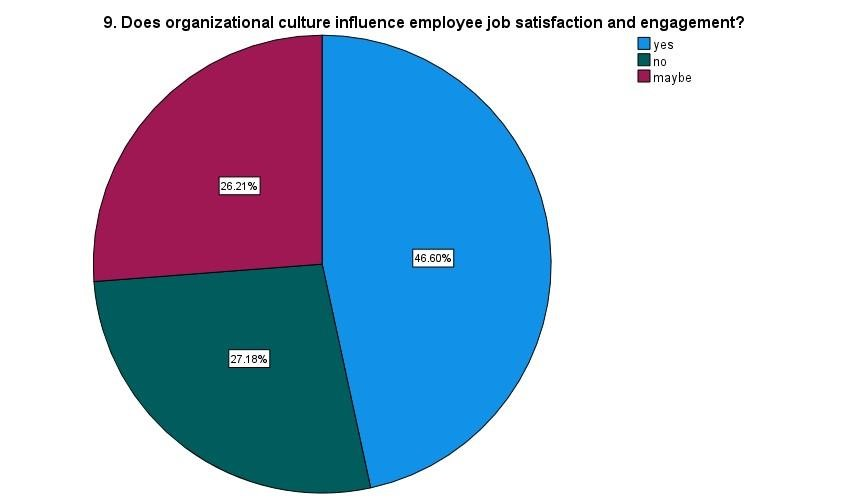 9. Does organizational culture influence employee job satisfaction and engagement?
yes
no
maybe
26.21%
46.60%
27.18%